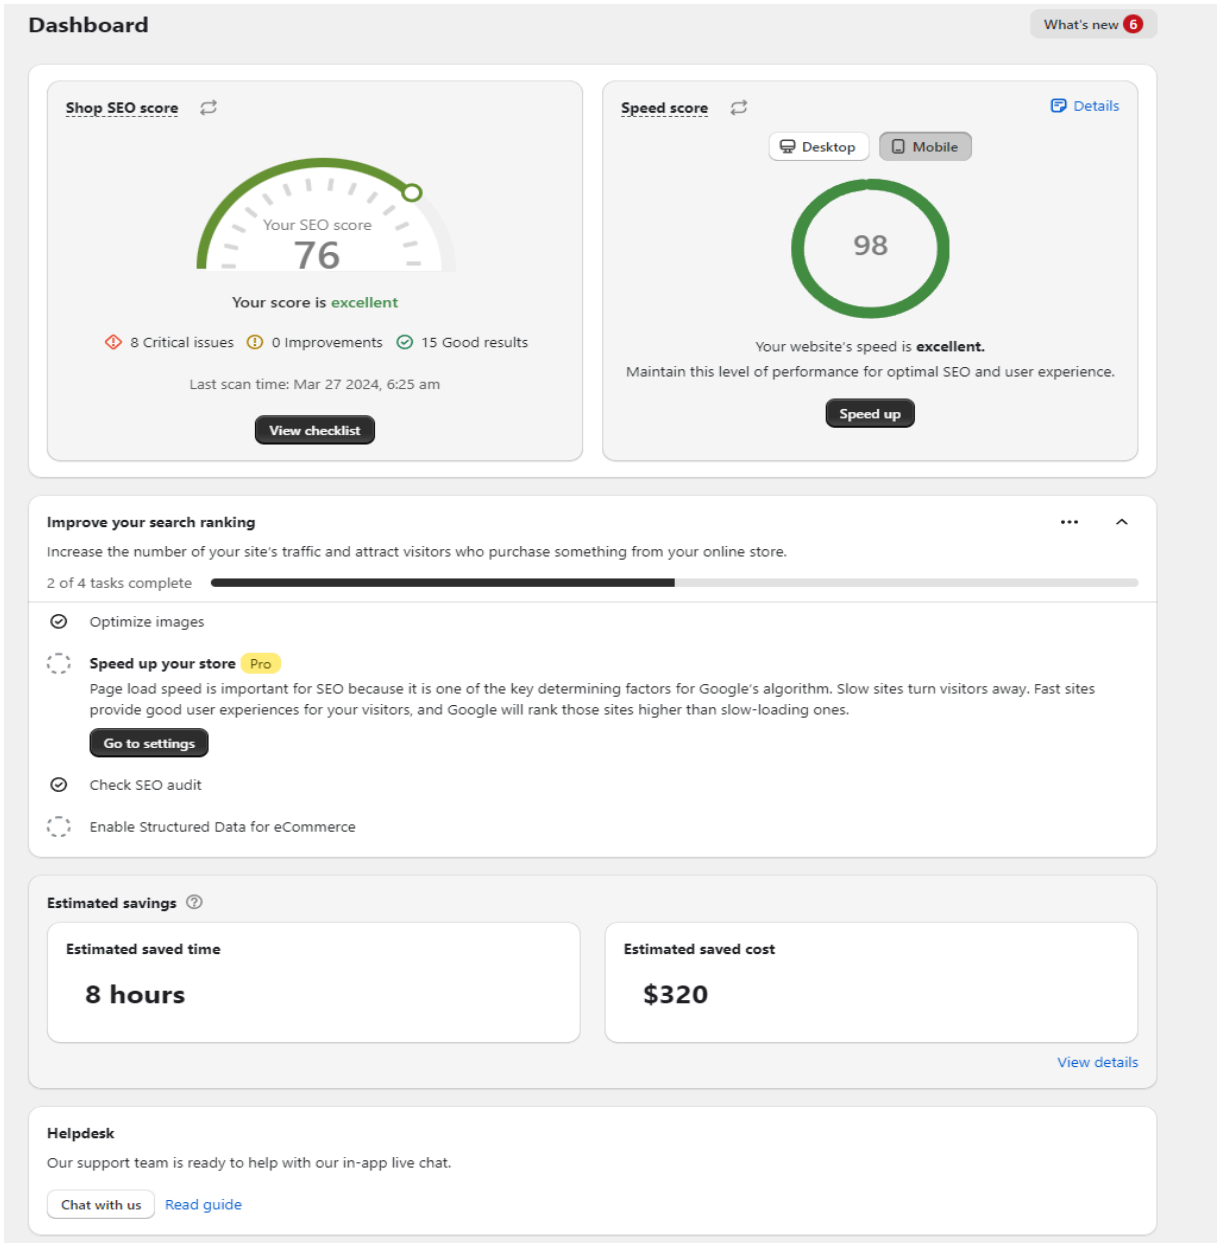 Dashboard
What's new 6
Shop SEO score
Your SEO score
76
Your score is excellent
8 Critical issues 0 Improvements 15 Good results
Last scan time: Mar 27 2024, 6:25 am
View checklist
Speed score
Details
Desktop Mobile
98
Your website's speed is excellent.
Maintain this level of performance for optimal SEO and user experience.
Speed up
Improve your search ranking
Increase the number of your site's traffic and attract visitors who purchase something from your online store.
2 of 4 tasks complete
Optimize images
Speed up your store Pro
Page load speed is important for SEO because it is one of the key determining factors for Google's algorithm. Slow sites turn visitors away. Fast sites
provide good user experiences for your visitors, and Google will rank those sites higher than slow-loading ones.
Go to settings
Check SEO audit
Enable Structured Data for eCommerce
Estimated savings
Estimated saved time
8 hours
Estimated saved cost
$320
View details
Helpdesk
Our support team is ready to help with our in-app live chat.
Chat with us Read guide